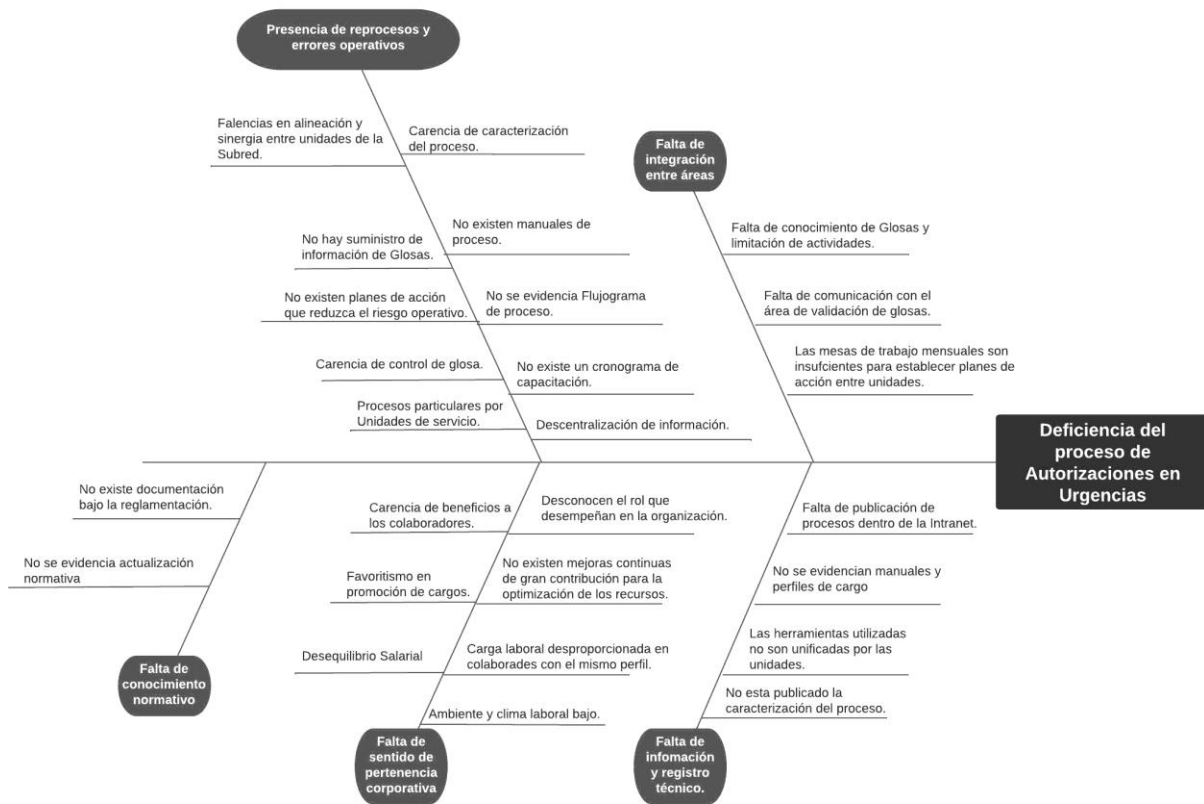 Presencia de reprocesos y
errores operativos
Falencias en alineación y
sinergia entre unidades de la
Subred.
Carencia de caracterización
del proceso.
No hay suministro de
información de Glosas.
No existen manuales de
proceso.
No existen planes de acción
que reduzca el riesgo operativo.
No se evidencia Flujograma
de proceso.
Carencia de control de glosa.
No existe un cronograma de
capacitación.
Procesos particulares por
Unidades de servicio.
Descentralización de información.
Falta de
integración
entre áreas
Falta de conocimiento de Glosas y
limitación de actividades.
Falta de comunicación con el
área de validación de glosas.
Las mesas de trabajo mensuales son
insufcientes para establecer planes de
acción entre unidades.
Deficiencia del
proceso de
Autorizaciones en
Urgencias
No existe documentación
bajo la reglamentación.
No se evidencia actualización
normativa
Falta de
conocimiento
normativo
Carencia de beneficios a
los colaboradores.
Desconocen el rol que
desempeñan en la organización.
Favoritismo en
promoción de cargos.
No existen mejoras continuas
de gran contribución para la
optimización de los recursos.
Desequilibrio Salarial
Carga laboral desproporcionada en
colaborades con el mismo perfil.
Ambiente y clima laboral bajo.
Falta de
sentido de
pertenencia
corporativa
Falta de publicación de
procesos dentro de la Intranet.
No se evidencian manuales y
perfiles de cargo
Las herramientas utilizadas
no son unificadas por las
unidades.
No esta publicado la
caracterización del proceso.
Falta de
infomación
y registro
técnico.